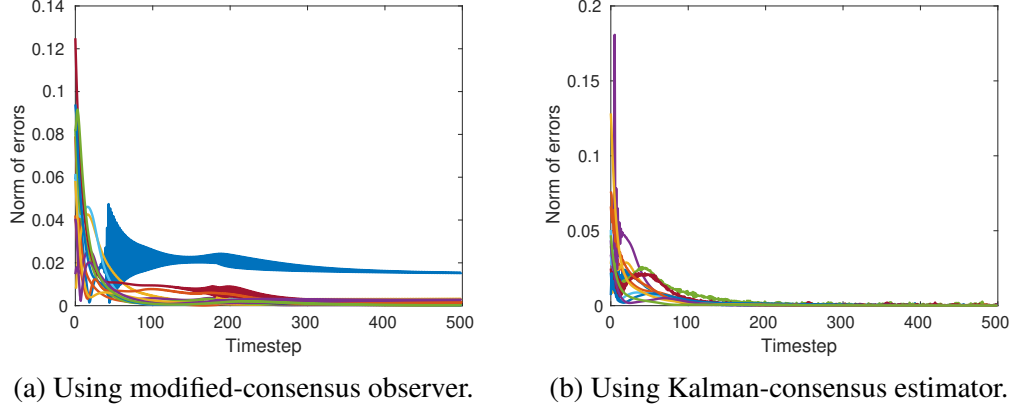 0.14
0.12
0.1
0.08
0.06
0.04
0.02
0
Norm of errors
0 100 200 300 400 500
Timestep
(a) Using modified-consensus observer.
0.2
0.15
0.1
0.05
0
Norm of errors
0 100 200 300 400 500
Timestep
(b) Using Kalman-consensus estimator.